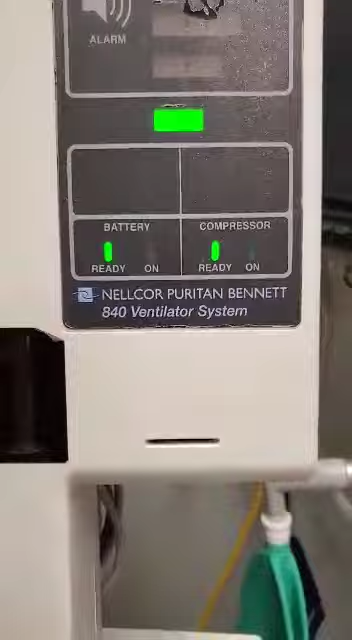 ALARM
BATTERY COMPRESSOR
READY ON READY ON
NELLCOR PURITAN BENNETT
840 Ventilator System